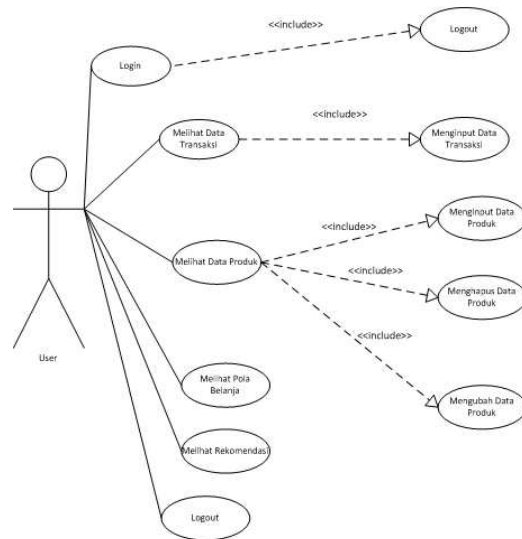 <<include>>
Logout
Login
<<include>>
Melihat Data
Transaksi
Menginput Data
Transaksi
Menginput Data
Produk
<<include>>
Melihat Data Produk
<<include>>
Menghapus Data
Produk
<<include>>
User
Melihat Pola
Belanja
Mengubah Data
Produk
Melihat Rekomendasi
Logout